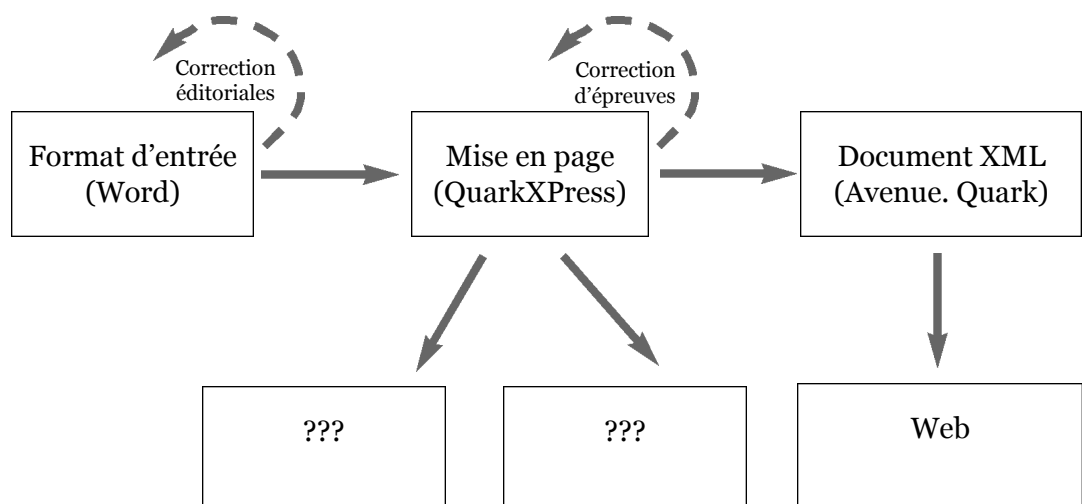 Correction
éditoriales
Correction
d’épreuves
Format d’entrée
(Word)
Mise en page
(QuarkXPress)
Document XML
(Avenue. Quark)
???
???
Web